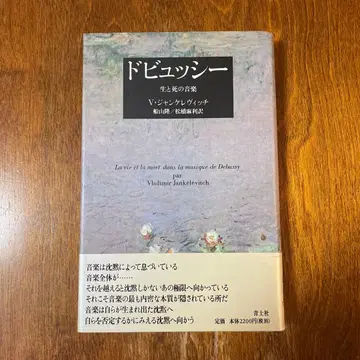 ドビュッシー
生と死の音楽
V・ジャンケレヴィッチ
船山隆/松橋麻利訳
La vie et la mort dans la musique de Debussy
par
Vladimir Jankélévitch
音楽は沈黙によって息づいている
音楽全体が……
それを越えると沈黙しかないあの極限へ向かっている
それこそ音楽の最も内密な本質が隠されている所だ
音楽は自らが生まれ出た沈黙へ
自らを否定するかにみえる沈黙へ向かう
青土社
定価 本体2200円(税別)